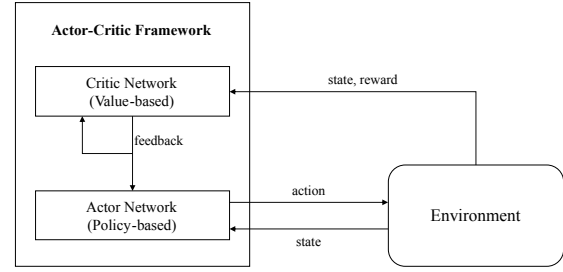 Actor-Critic Framework
Critic Network
(Value-based)
state, reward
feedback
Actor Network
(Policy-based)
action
state
Environment